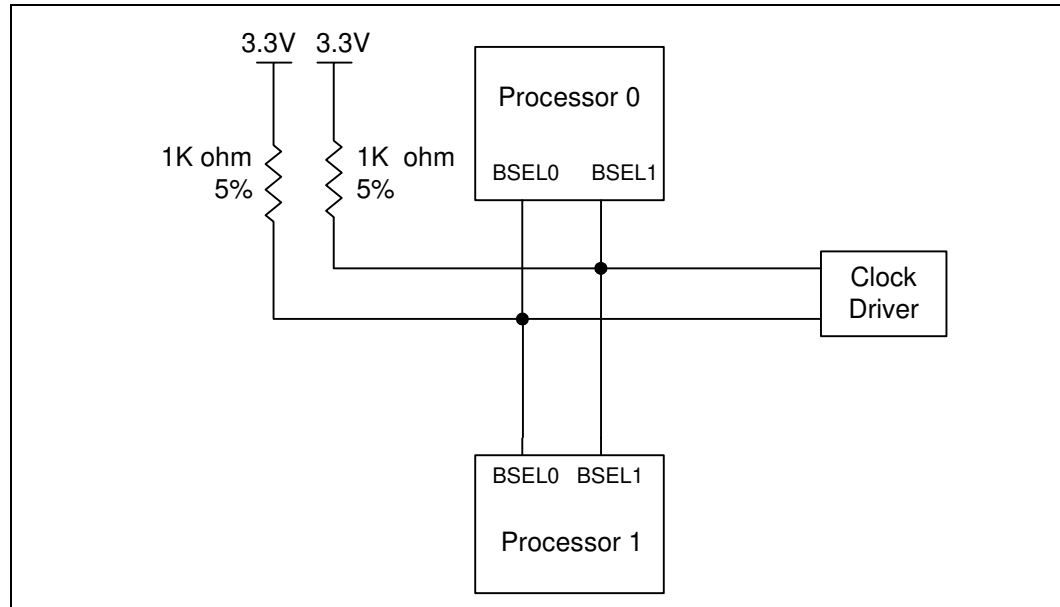 3.3V 3.3V
Processor 0
1K ohm
5%
1K ohm
5%
BSEL0 BSEL1
Clock
Driver
BSEL0 BSEL1
Processor 1